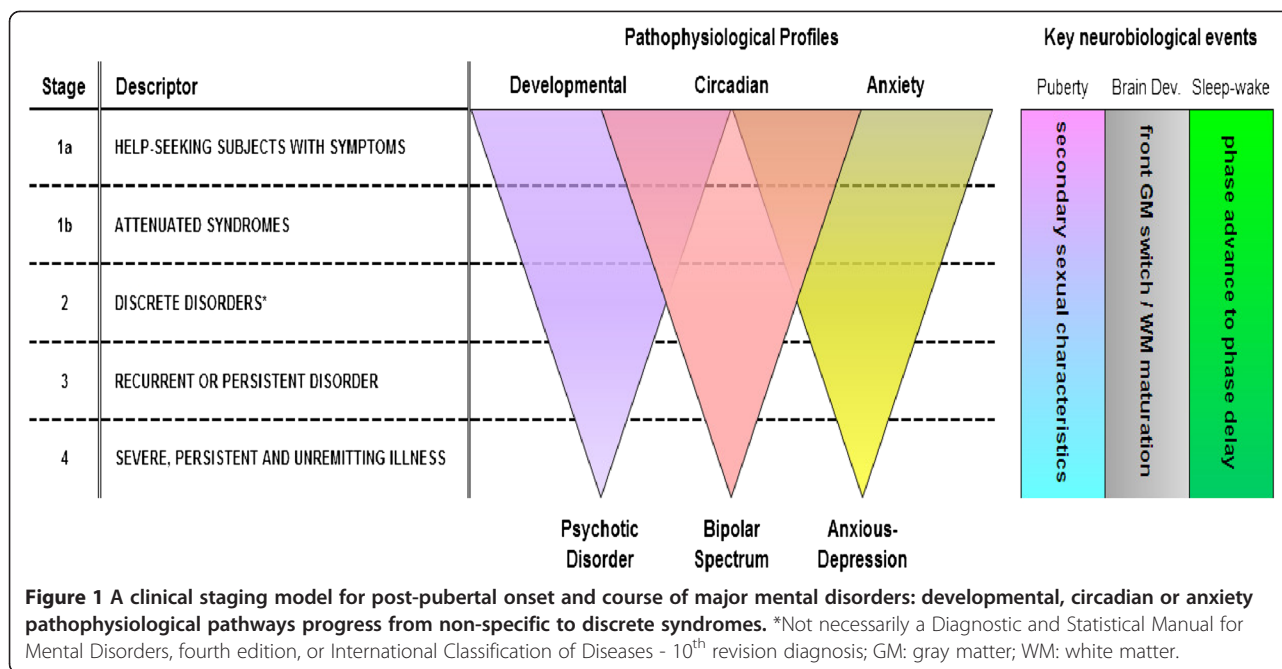 Pathophysiological Profiles
Key neurobiological events
Stage
Descriptor
Developmental
Circadian
Anxiety
Puberty
Brain Dev.
Sleep-wake
1a
HELP-SEEKING SUBJECTS WITH SYMPTOMS
1b
ATTENUATED SYNDROMES
2
DISCRETE DISORDERS*
3
RECURRENT OR PERSISTENT DISORDER
4
SEVERE, PERSISTENT AND UNREMITTING ILLNESS
secondary sexual characteristics
front GM switch / WM maturation
phase advance to phase delay
Psychotic
Disorder
Bipolar
Spectrum
Anxious-
Depression
Figure 1 A clinical staging model for post-pubertal onset and course of major mental disorders: developmental, circadian or anxiety
pathophysiological pathways progress from non-specific to discrete syndromes. *Not necessarily a Diagnostic and Statistical Manual for
Mental Disorders, fourth edition, or International Classification of Diseases - 10th revision diagnosis; GM: gray matter; WM: white matter.